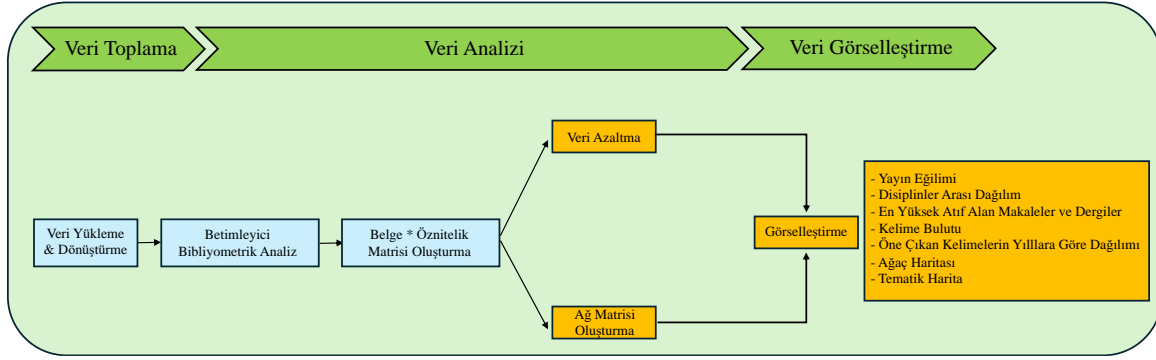 Veri Toplama
Veri Analizi
Veri Görselleştirme
Veri Yükleme
& Dönüştürme
Betimleyici
Bibliyometrik Analiz
Belge * Öznitelik
Matrisi Oluşturma
Veri Azaltma
Ağ Matrisi
Oluşturma
Görselleştirme
- Yayın Eğilimi
- Disiplinler Arası Dağılım
- En Yüksek Atıf Alan Makaleler ve Dergiler
- Kelime Bulutu
- Öne Çıkan Kelimelerin Yılllara Göre Dağılımı
- Ağaç Haritası
- Tematik Harita